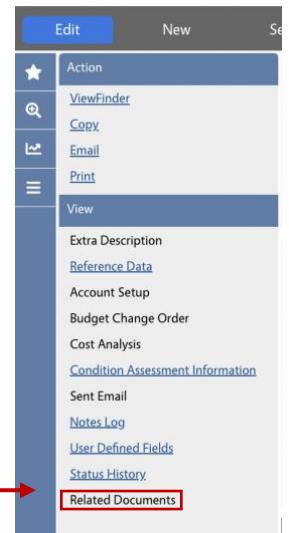 Edit New Se
Action
ViewFinder
Copy
Email
Print
View
Extra Description
Reference Data
Account Setup
Budget Change Order
Cost Analysis
Condition Assessment Information
Sent Email
Notes Log
User Defined Fields
Status History
Related Documents